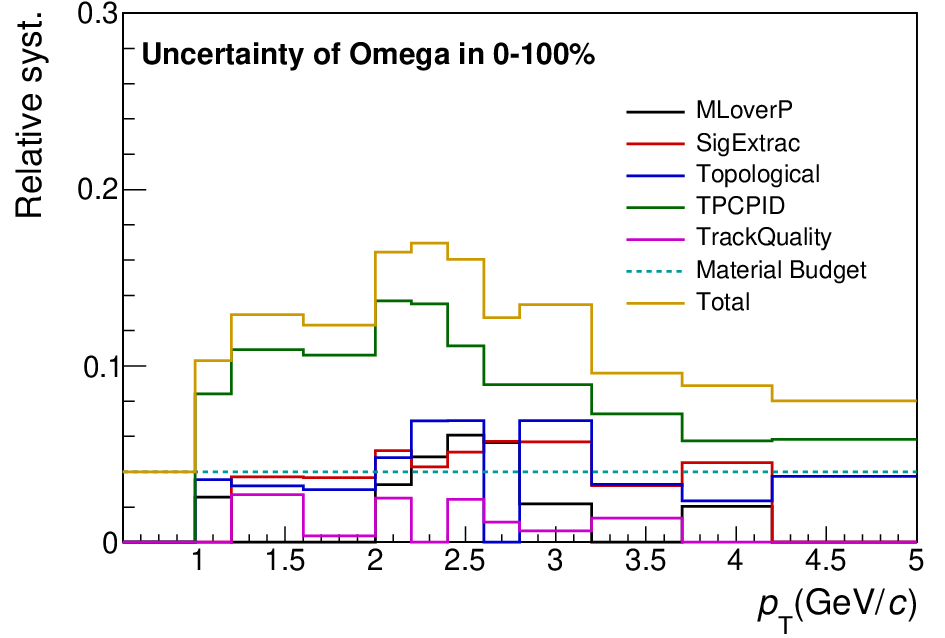 Relative syst.
0.3
0.2
0.1
0
Uncertainty of Omega in 0-100%
MLoverP
SigExtrac
Topological
TPCPID
TrackQuality
Material Budget
Total
1 1.5 2 2.5 3 3.5 4 4.5 5
p_T(GeV/c)